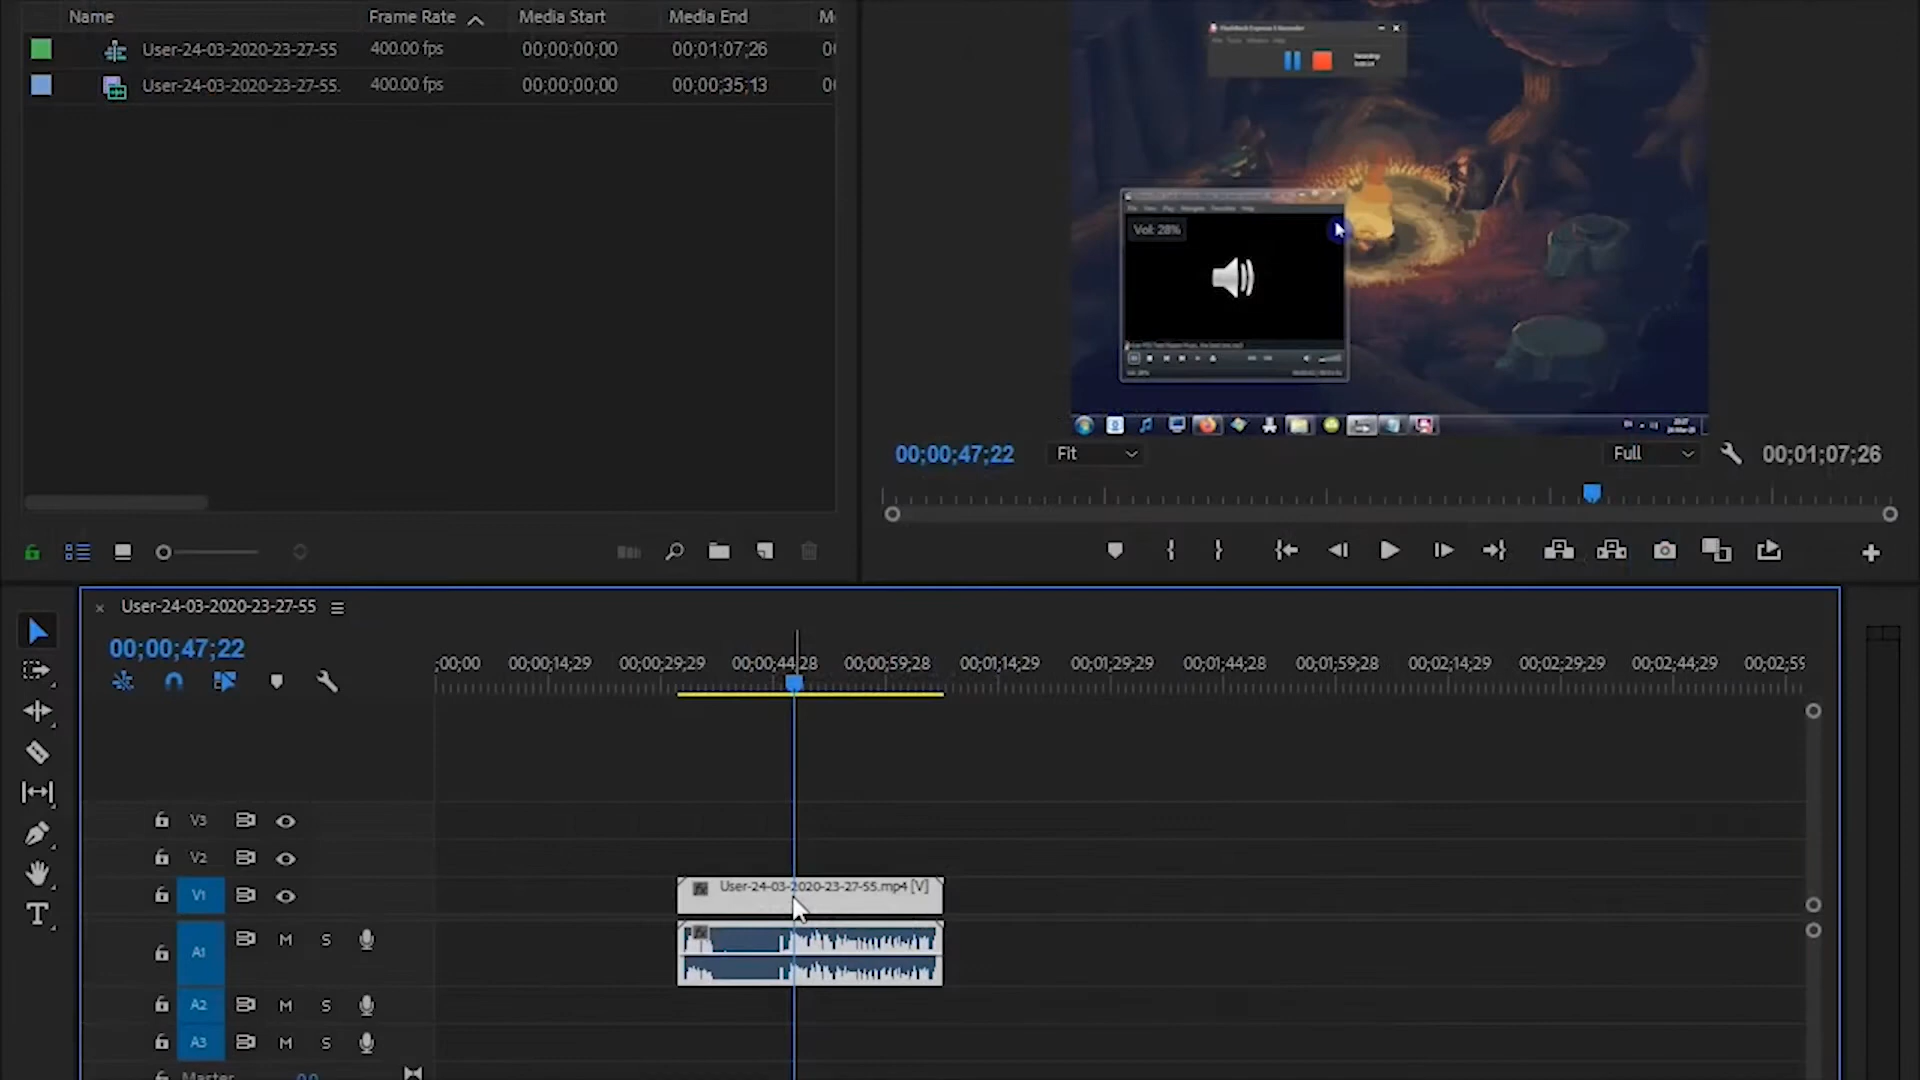 Name Frame Rate Media Start Media End M
User-24-03-2020-23-27-55 400.00 fps 00;00;00;00 00;01;07;26 00
User-24-03-2020-23-27-55. 400.00 fps 00;00;00;00 00;00;35;13 00
Vol: 28%
00;00;47;22 Fit Full 00;01;07;26
User-24-03-2020-23-27-55
00;00;47;22
;00;00 00;00;14;29 00;00;29;29 00;00;44;28 00;00;59;28 00;01;14;29 00;01;29;29 00;01;44;28 00;01;59;28 00;02;14;29 00;02;29;29 00;02;44;29 00;02;59
V3
V2
V1 fx User-24-03-2020-23-27-55.mp4 [V]
A1 M S fx
A2 M S
A3 M S
Master 0.0
T